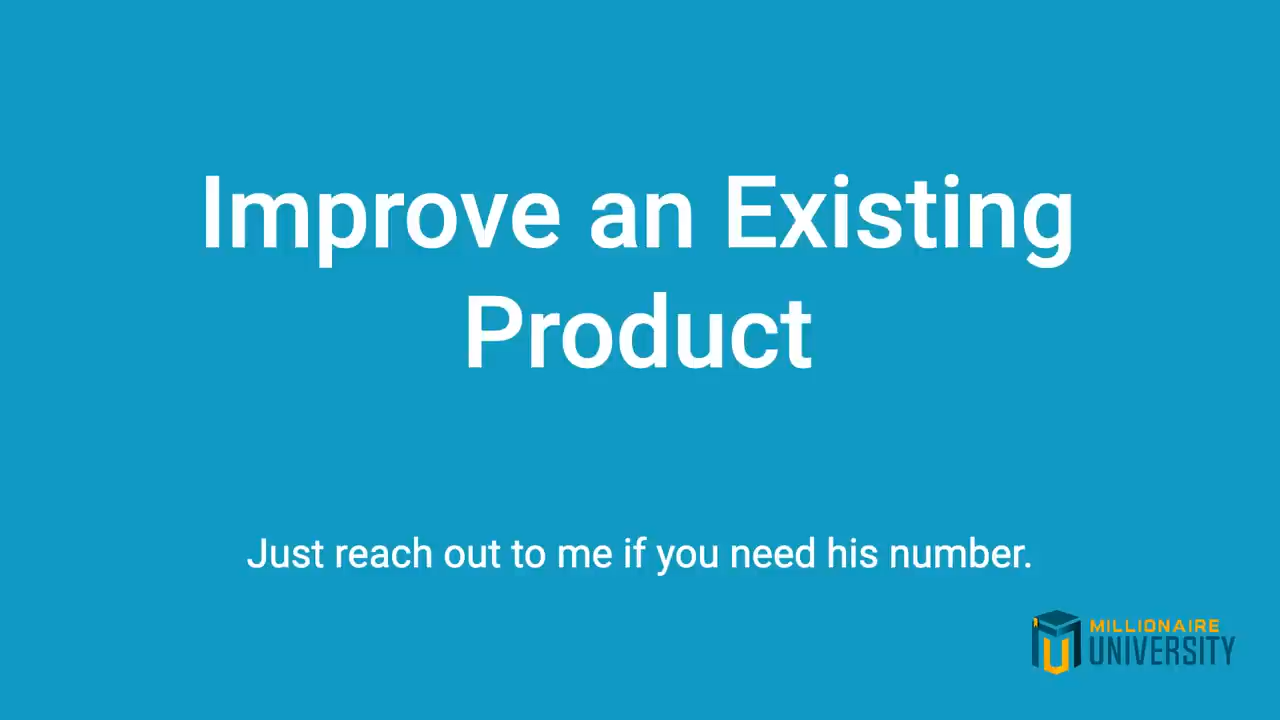 Improve an Existing
Product
Just reach out to me if you need his number.
MILLIONAIRE
UNIVERSITY